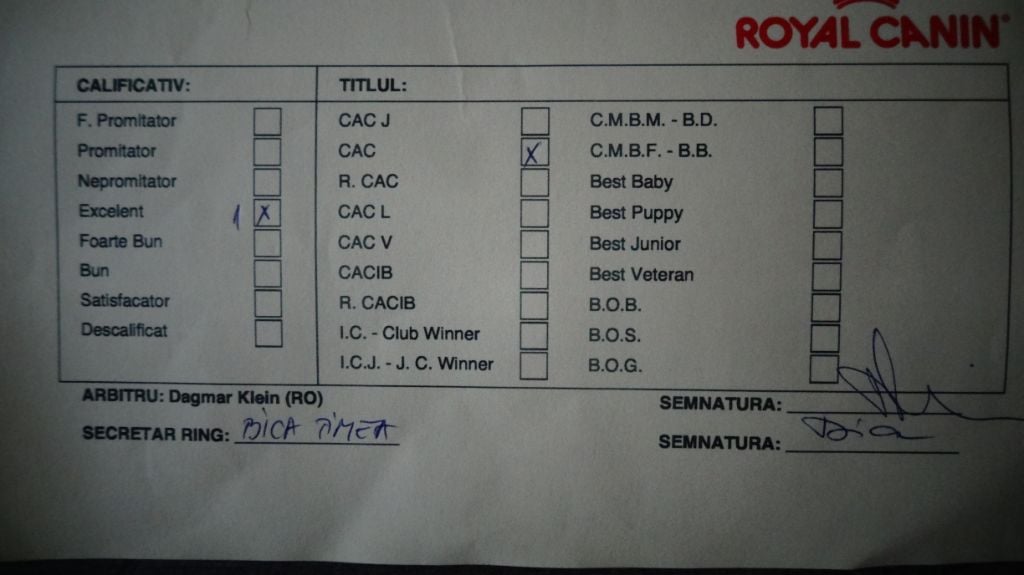 ROYAL CANIN
CALIFICATIV: TITLUL:
F. Promitator CAC J C.M.B.M. - B.D.
Promitator CAC X C.M.B.F. - B.B.
Nepromitator R. CAC Best Baby
Excelent 1 X CAC L Best Puppy
Foarte Bun CAC V Best Junior
Bun CACIB Best Veteran
Satisfacator R. CACIB B.O.B.
Descalificat I.C. - Club Winner B.O.S.
I.C.J. - J. C. Winner B.O.G.
ARBITRU: Dagmar Klein (RO) SEMNATURA:
SECRETAR RING: BICA TIMEA SEMNATURA: Bica